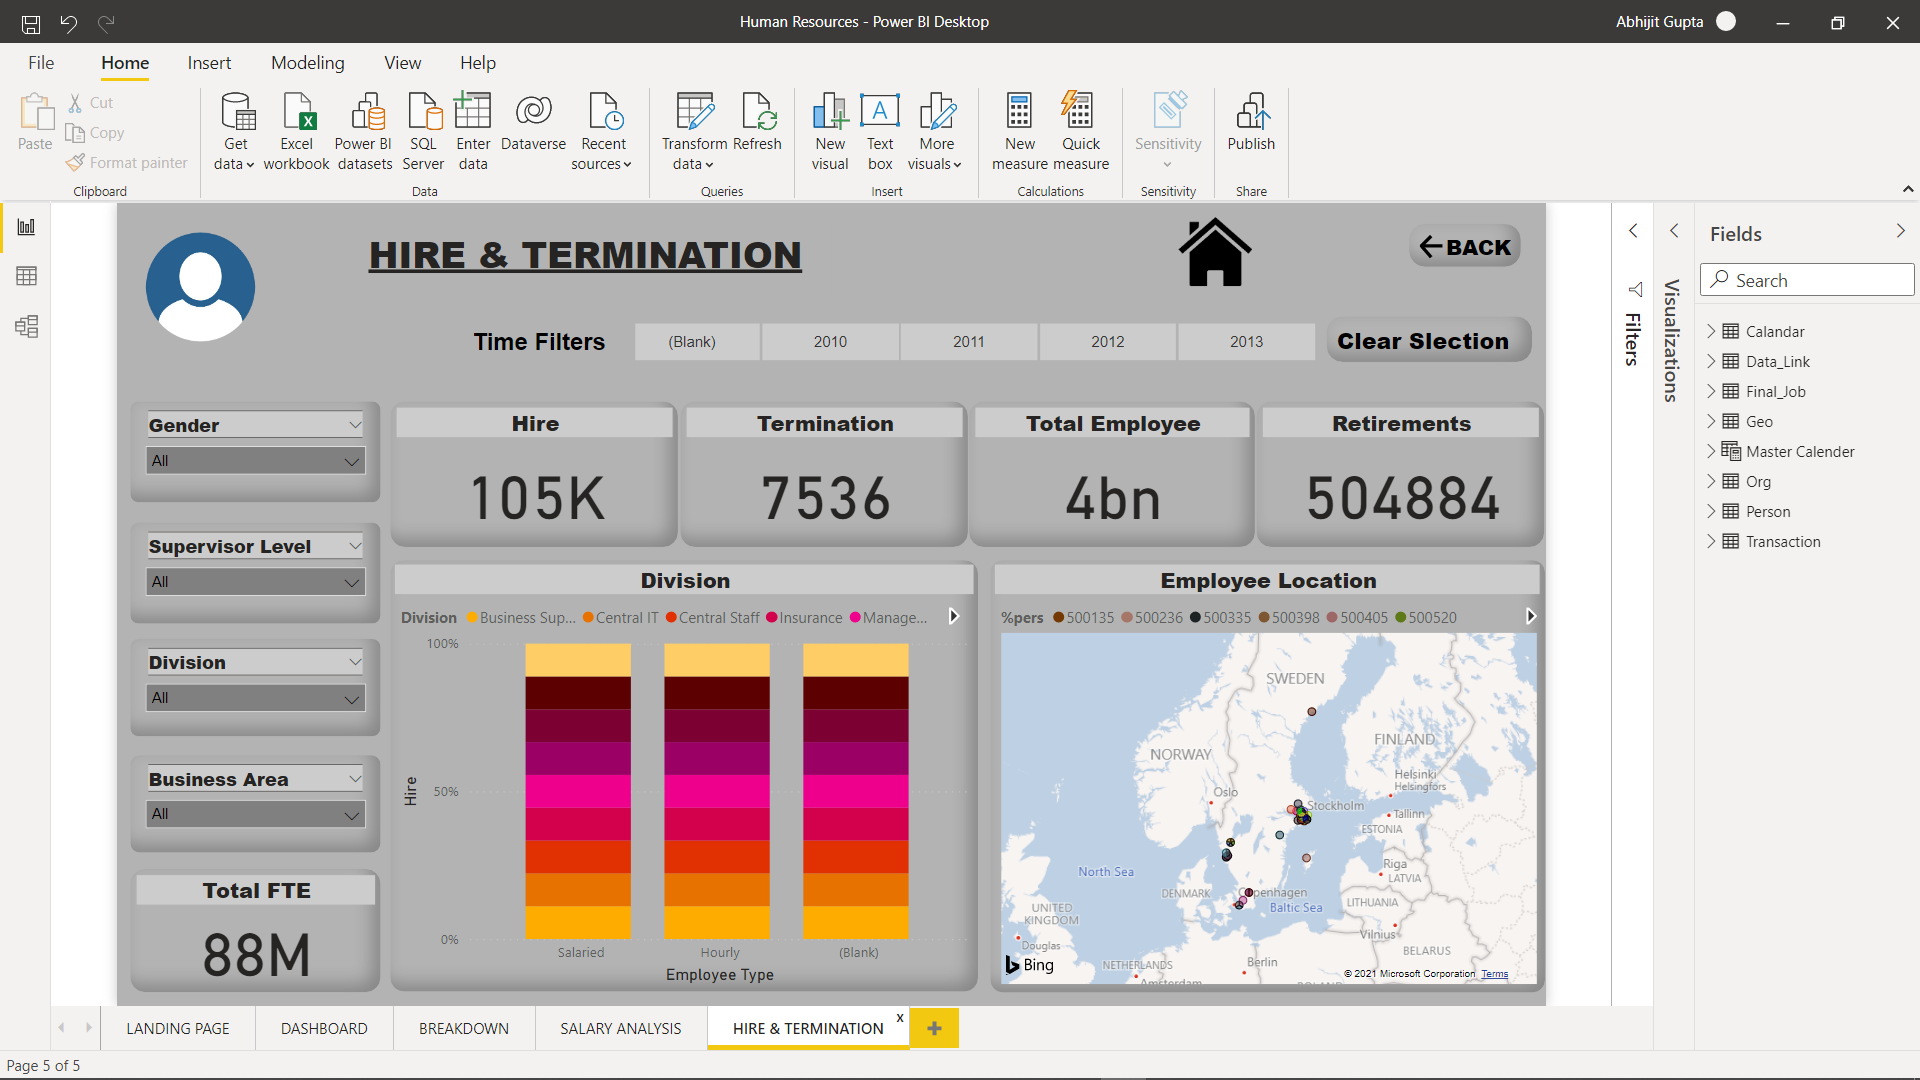 Human Resources - Power BI Desktop
Abhijit Gupta
File Home Insert Modeling View Help
Paste
Cut
Copy
Format painter
Clipboard
Get data
Excel workbook
Power BI datasets
SQL Server
Enter data
Dataverse
Recent sources
Data
Transform data
Refresh
Queries
New visual
Text box
More visuals
Insert
New measure
Quick measure
Calculations
Sensitivity
Sensitivity
Publish
Share
HIRE & TERMINATION
BACK
Time Filters
(Blank) 2010 2011 2012 2013
Clear Slection
Gender
All
Supervisor Level
All
Division
All
Business Area
All
Total FTE
88M
Hire
105K
Termination
7536
Total Employee
4bn
Retirements
504884
Division
Division Business Sup... Central IT Central Staff Insurance Manage...
100%
50%
0%
Hire
Salaried Hourly (Blank)
Employee Type
Employee Location
%pers 500135 500236 500335 500398 500405 500520
SWEDEN
FINLAND
NORWAY
Helsinki
Helsingfors
Oslo
Stockholm
Tallinn
ESTONIA
Riga
LATVIA
North Sea
DENMARK
Copenhagen
Baltic Sea
LITHUANIA
UNITED KINGDOM
Vilnius
Douglas
BELARUS
Bing
NETHERLANDS
Berlin
Amsterdam
POLAND
© 2021 Microsoft Corporation Terms
Filters
Visualizations
Fields
Search
Calandar
Data_Link
Final_Job
Geo
Master Calender
Org
Person
Transaction
LANDING PAGE DASHBOARD BREAKDOWN SALARY ANALYSIS HIRE & TERMINATION x
Page 5 of 5